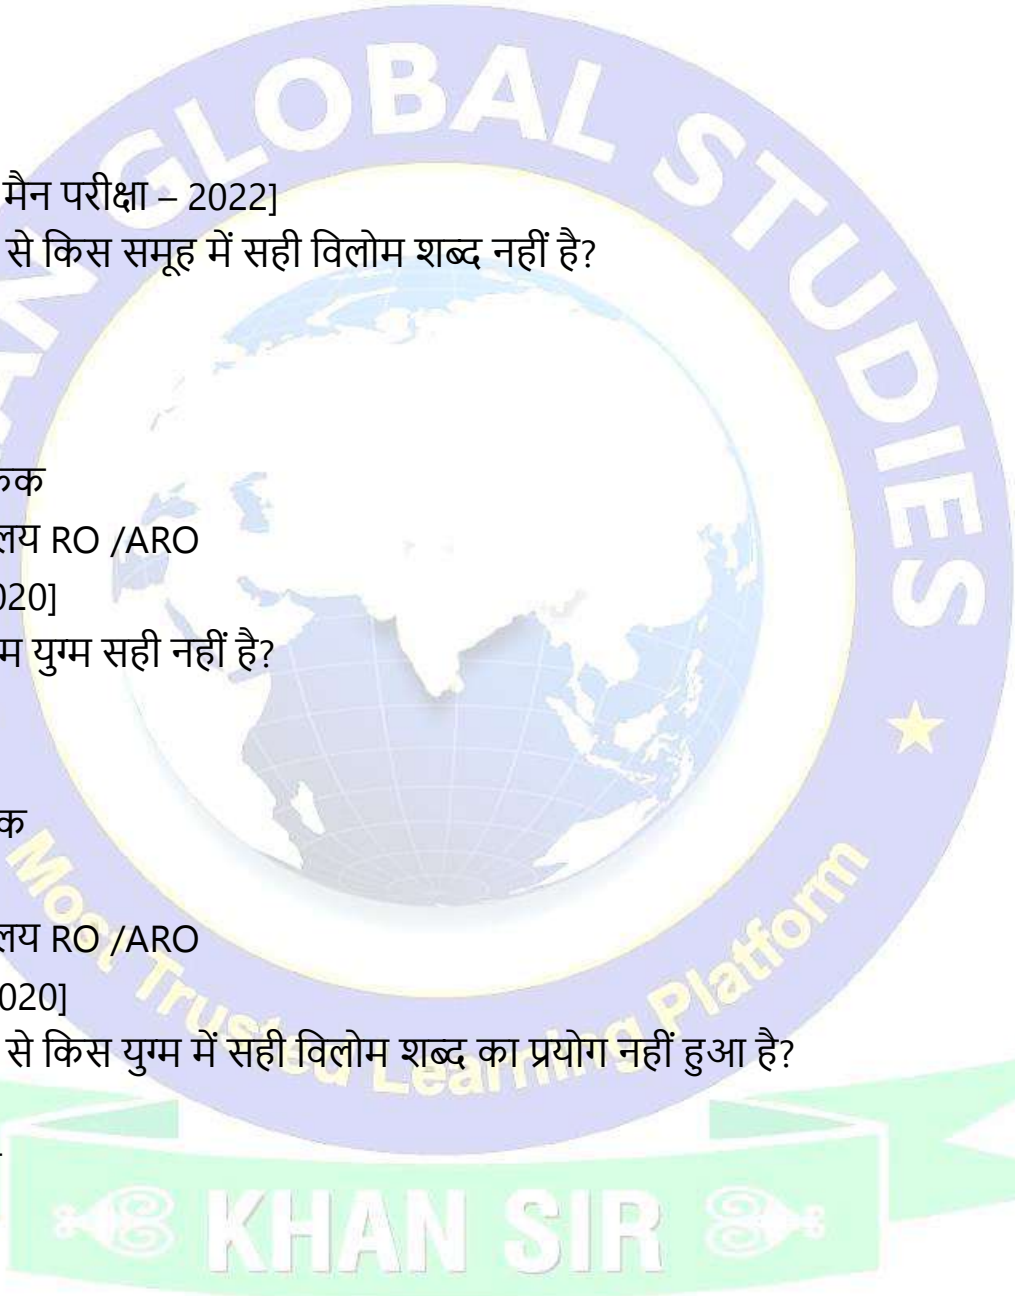 मैन परीक्षा – 2022]
से किस समूह में सही विलोम शब्द नहीं है?
लय RO /ARO
020]
म युग्म सही नहीं है?
क
लय RO /ARO
020]
से किस युग्म में सही विलोम शब्द का प्रयोग नहीं हुआ है?
GLOBAL STUDIES
Most Trusted Learning Platform
KHAN SIR